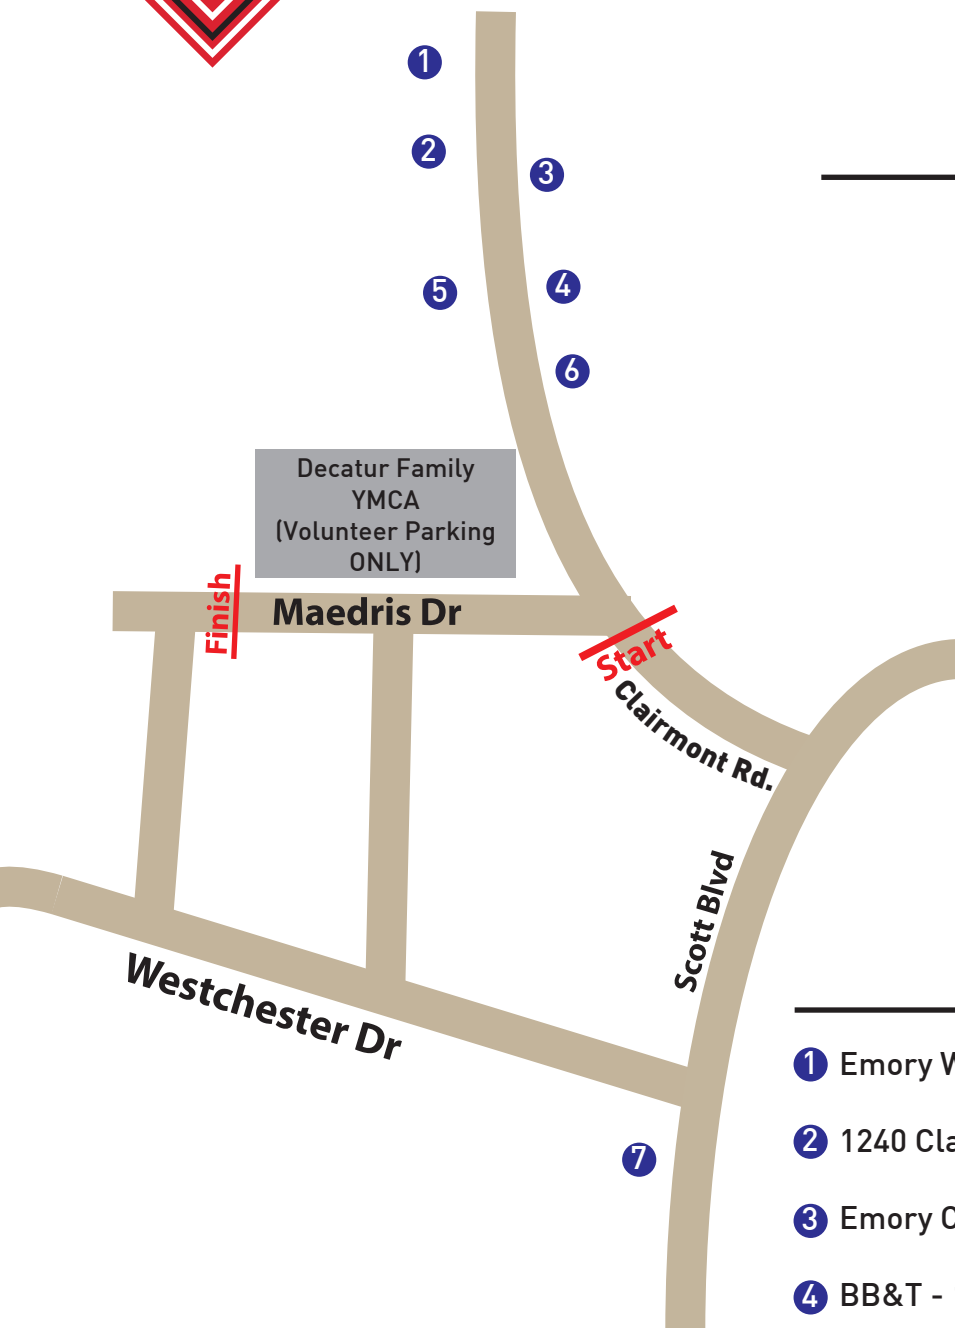 1
2
3
4
5
6
Decatur Family
YMCA
(Volunteer Parking
ONLY)
Finish
Maedris Dr
Start
Clairmont Rd.
Scott Blvd
Westchester Dr
7
1 Emory
2 1240
3 Emory
4 BB&T -